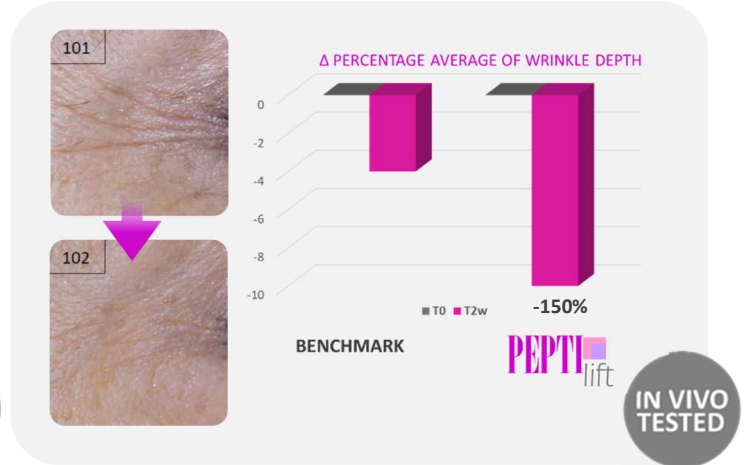 101
Δ PERCENTAGE AVERAGE OF WRINKLE DEPTH
0
-2
-4
-6
-8
-10
102
T0 T2w
-150%
BENCHMARK
PEPTI
lift
IN VIVO
TESTED